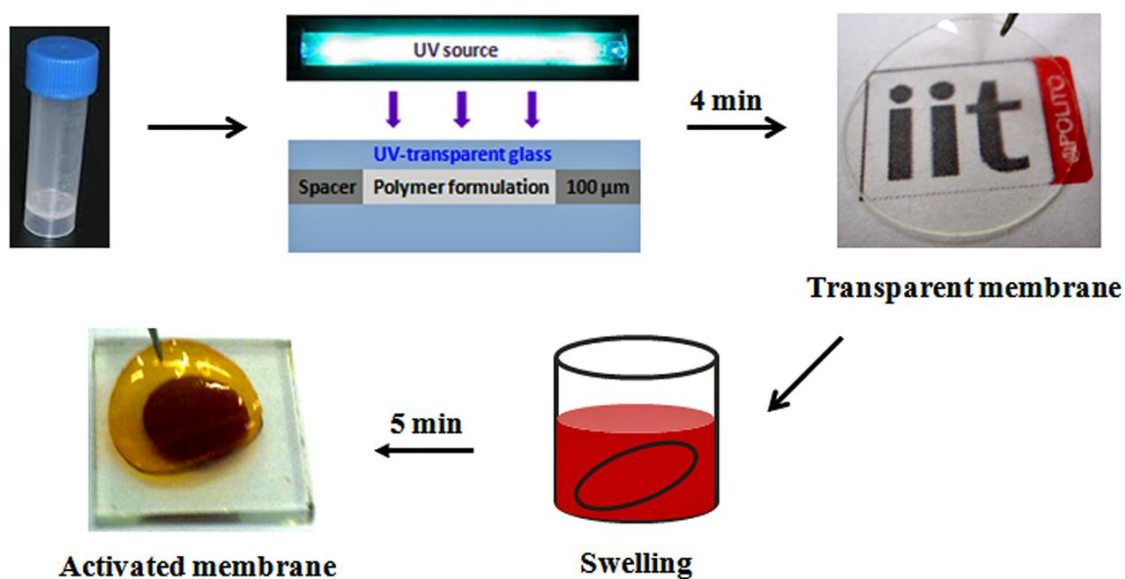 UV source
4 min
UV-transparent glass
Spacer Polymer formulation 100 µm
iit
POLITO
Transparent membrane
5 min
Activated membrane
Swelling